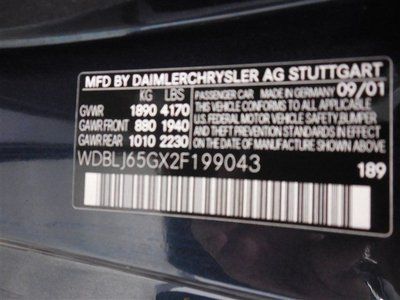 MFD BY DAIMLERCHRYSLER AG STUTTGART
KG LBS
GVWR 1890 4170
GAWR FRONT 880 1940
GAWR REAR 1010 2230
PASSENGER CAR MADE IN GERMANY 09/01
THIS VEHICLE CONFORMS TO ALL APPLICABLE
U.S. FEDERAL MOTOR VEHICLE SAFETY, BUMPER
AND THEFT PREVENTION STANDARDS IN EFFECT
ON THE DATE OF MANUFACTURE SHOWN ABOVE.
WDBLJ65GX2F199043
189